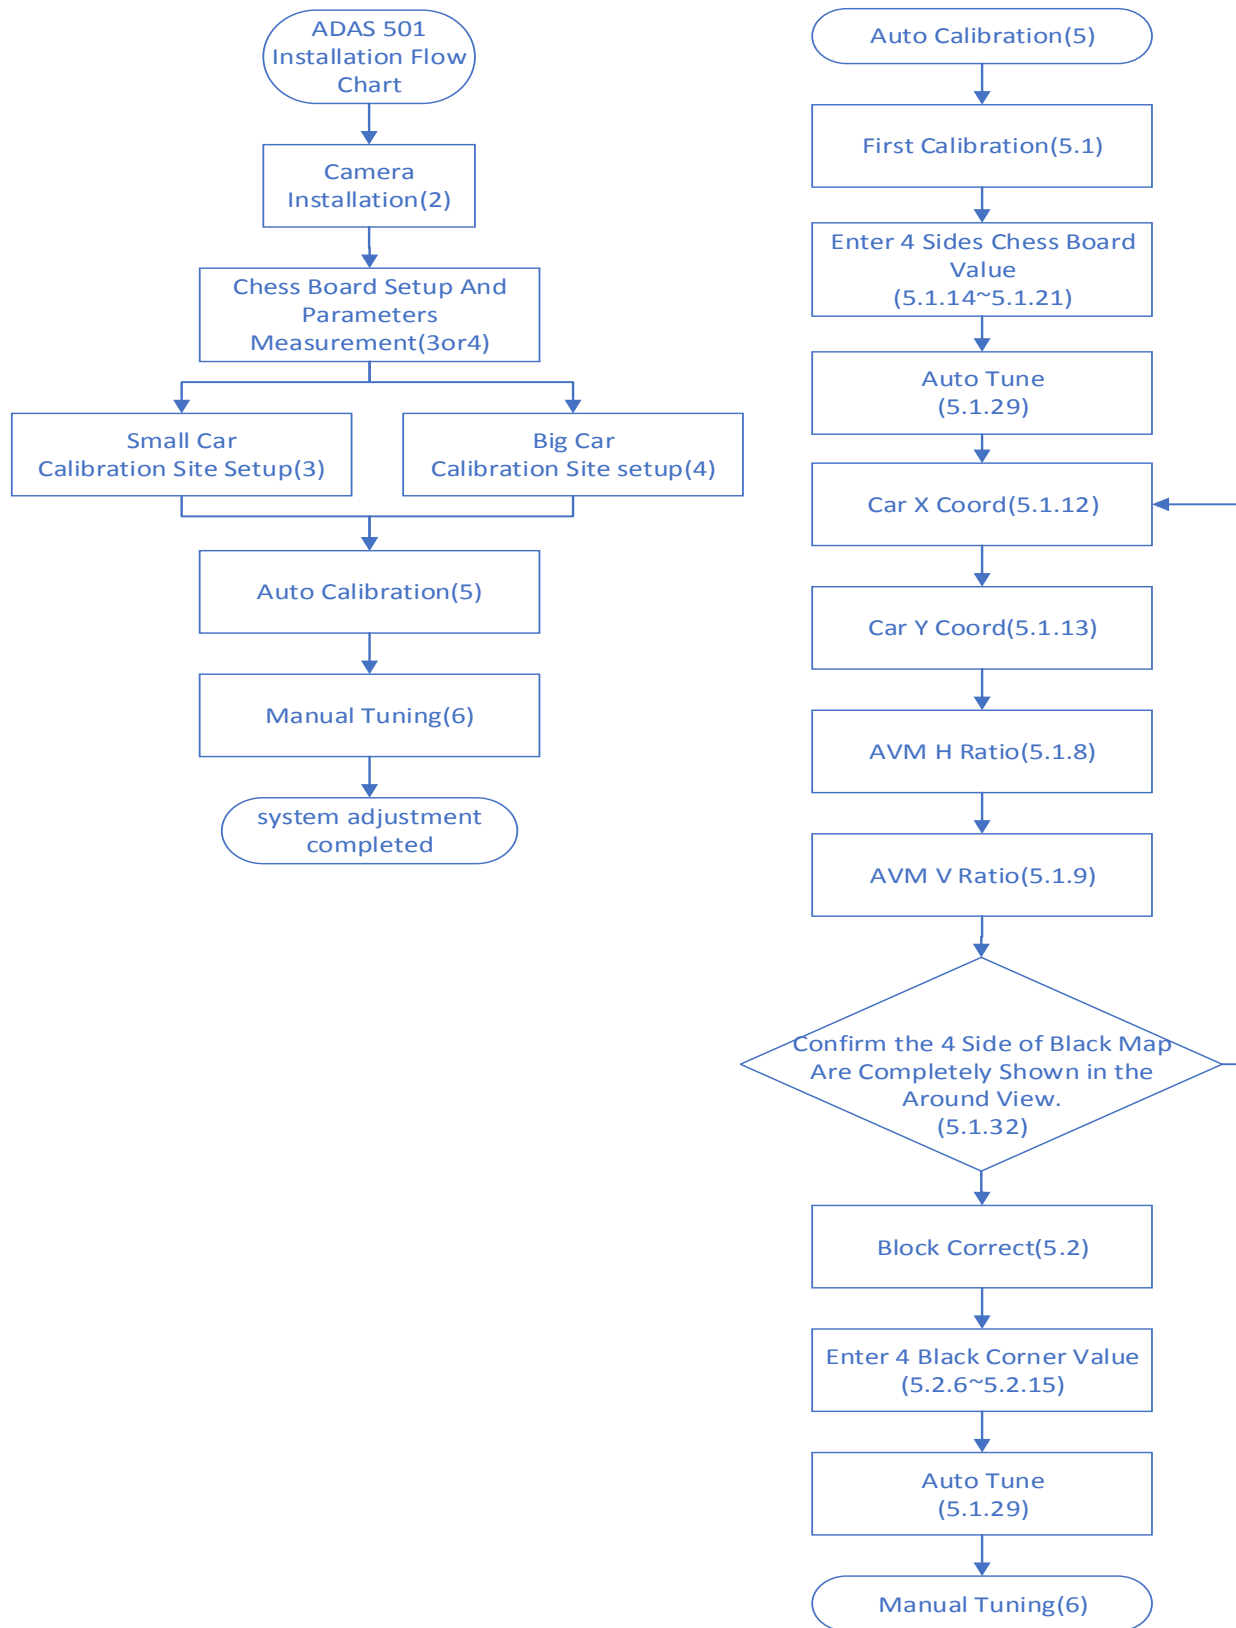 ADAS 501
Installation Flow
Chart
Camera
Installation(2)
Chess Board Setup And
Parameters
Measurement(3or4)
Small Car
Calibration Site Setup(3)
Big Car
Calibration Site setup(4)
Auto Calibration(5)
Manual Tuning(6)
system adjustment
completed
Auto Calibration(5)
First Calibration(5.1)
Enter 4 Sides Chess Board
Value
(5.1.14~5.1.21)
Auto Tune
(5.1.29)
Car X Coord(5.1.12)
Car Y Coord(5.1.13)
AVM H Ratio(5.1.8)
AVM V Ratio(5.1.9)
Confirm the 4 Side of Black Map
Are Completely Shown in the
Around View.
(5.1.32)
Block Correct(5.2)
Enter 4 Black Corner Value
(5.2.6~5.2.15)
Auto Tune
(5.1.29)
Manual Tuning(6)